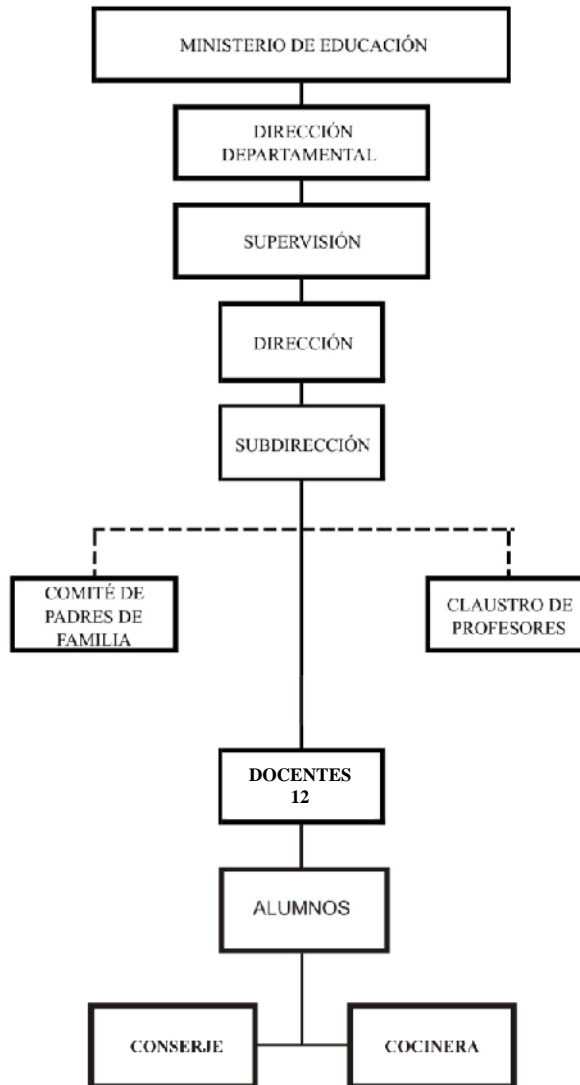 MINISTERIO DE EDUCACIÓN
DIRECCIÓN
DEPARTAMENTAL
SUPERVISIÓN
DIRECCIÓN
SUBDIRECCIÓN
COMITÉ DE
PADRES DE
FAMILIA
CLAUSTRO DE
PROFESORES
DOCENTES
12
ALUMNOS
CONSERJE
COCINERA